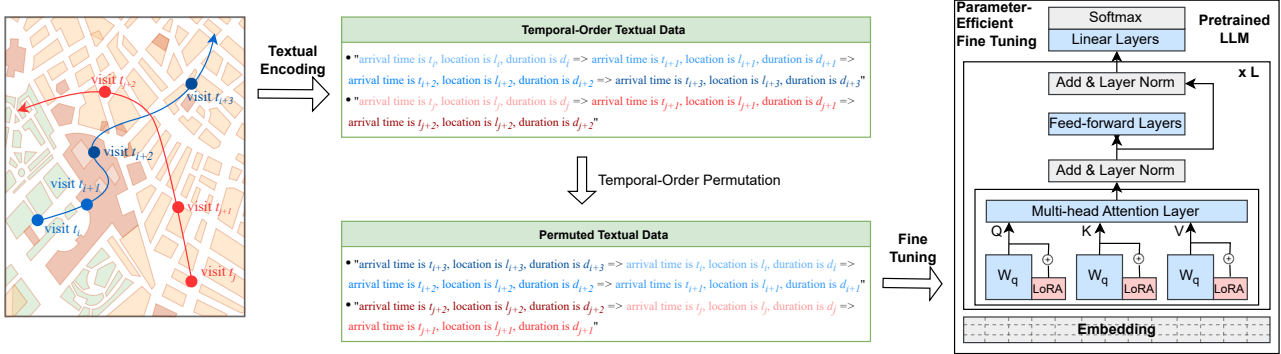 visit t_{j+2}
visit t_{i+3}
visit t_{i+2}
visit t_{i+1}
visit t_i
visit t_{j+1}
visit t_j
Textual
Encoding
Temporal-Order Textual Data
• "arrival time is t_i, location is l_i, duration is d_i => arrival time is t_{i+1}, location is l_{i+1}, duration is d_{i+1} =>
arrival time is t_{i+2}, location is l_{i+2}, duration is d_{i+2} => arrival time is t_{i+3}, location is l_{i+3}, duration is d_{i+3}"
• "arrival time is t_j, location is l_j, duration is d_j => arrival time is t_{j+1}, location is l_{j+1}, duration is d_{j+1} =>
arrival time is t_{j+2}, location is l_{j+2}, duration is d_{j+2}"
Temporal-Order Permutation
Permuted Textual Data
• "arrival time is t_{i+3}, location is l_{i+3}, duration is d_{i+3} => arrival time is t_i, location is l_i, duration is d_i =>
arrival time is t_{i+2}, location is l_{i+2}, duration is d_{i+2} => arrival time is t_{i+1}, location is l_{i+1}, duration is d_{i+1}"
• "arrival time is t_{j+2}, location is l_{j+2}, duration is d_{j+2} => arrival time is t_j, location is l_j, duration is d_j =>
arrival time is t_{j+1}, location is l_{j+1}, duration is d_{j+1}"
Fine
Tuning
Parameter-
Efficient
Fine Tuning
Pretrained
LLM
Softmax
Linear Layers
x L
Add & Layer Norm
Feed-forward Layers
Add & Layer Norm
Multi-head Attention Layer
Q K V
W_q LoRA W_q LoRA W_q LoRA
Embedding